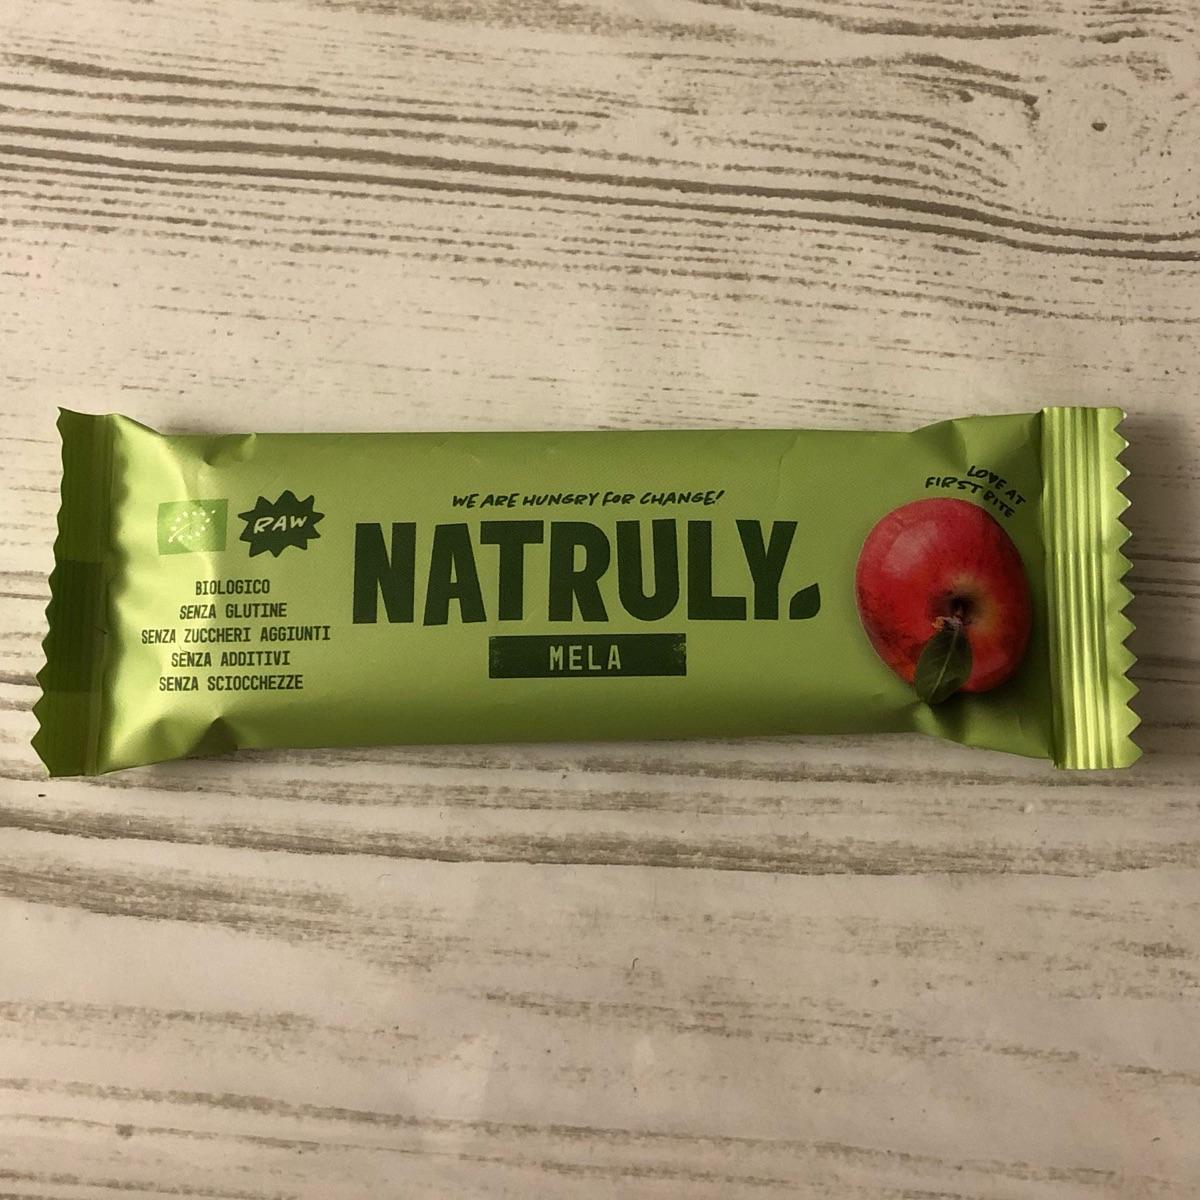 RAW
BIOLOGICO
SENZA GLUTINE
SENZA ZUCCHERI AGGIUNTI
SENZA ADDITIVI
SENZA SCIOCCHEZZE
WE ARE HUNGRY FOR CHANGE!
NATRULY.
MELA
LOVE AT
FIRST BITE